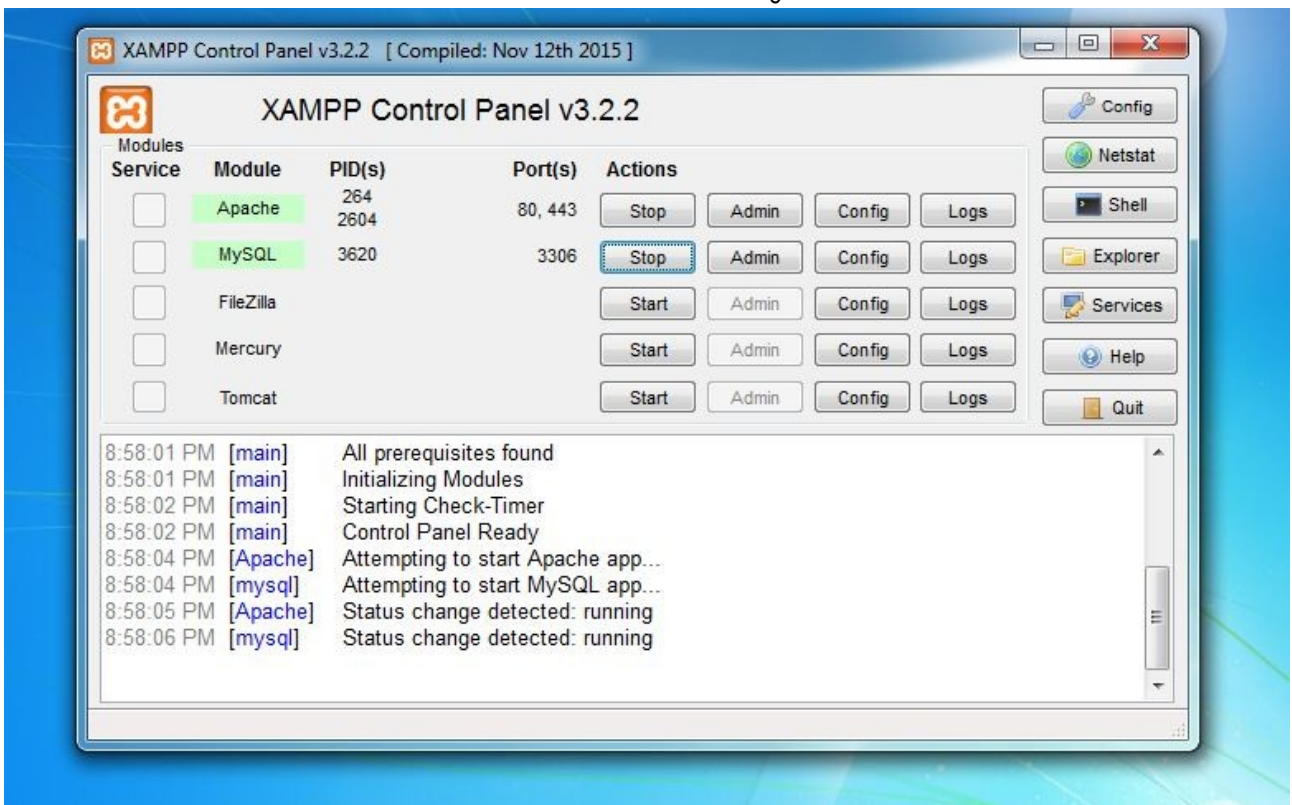 XAMPP Control Panel v3.2.2 [ Compiled: Nov 12th 2015 ]
XAMPP Control Panel v3.2.2
Config
Modules
Service Module PID(s) Port(s) Actions
Netstat
Apache 264 2604 80, 443 Stop Admin Config Logs
Shell
MySQL 3620 3306 Stop Admin Config Logs
Explorer
FileZilla Start Admin Config Logs
Services
Mercury Start Admin Config Logs
Help
Tomcat Start Admin Config Logs
Quit
8:58:01 PM [main] All prerequisites found
8:58:01 PM [main] Initializing Modules
8:58:02 PM [main] Starting Check-Timer
8:58:02 PM [main] Control Panel Ready
8:58:04 PM [Apache] Attempting to start Apache app...
8:58:04 PM [mysql] Attempting to start MySQL app...
8:58:05 PM [Apache] Status change detected: running
8:58:06 PM [mysql] Status change detected: running